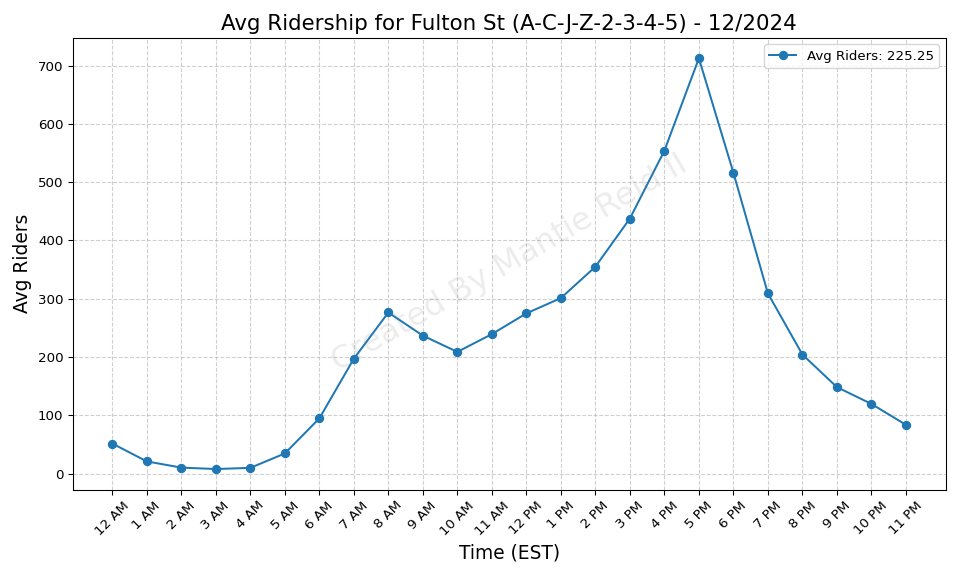 Avg Ridership for Fulton St (A-C-J-Z-2-3-4-5) - 12/2024
Avg Riders: 225.25
Avg Riders
700
600
500
400
300
200
100
0
Created By Mantle Reid II
12 AM
1 AM
2 AM
3 AM
4 AM
5 AM
6 AM
7 AM
8 AM
9 AM
10 AM
11 AM
12 PM
1 PM
2 PM
3 PM
4 PM
5 PM
6 PM
7 PM
8 PM
9 PM
10 PM
11 PM
Time (EST)